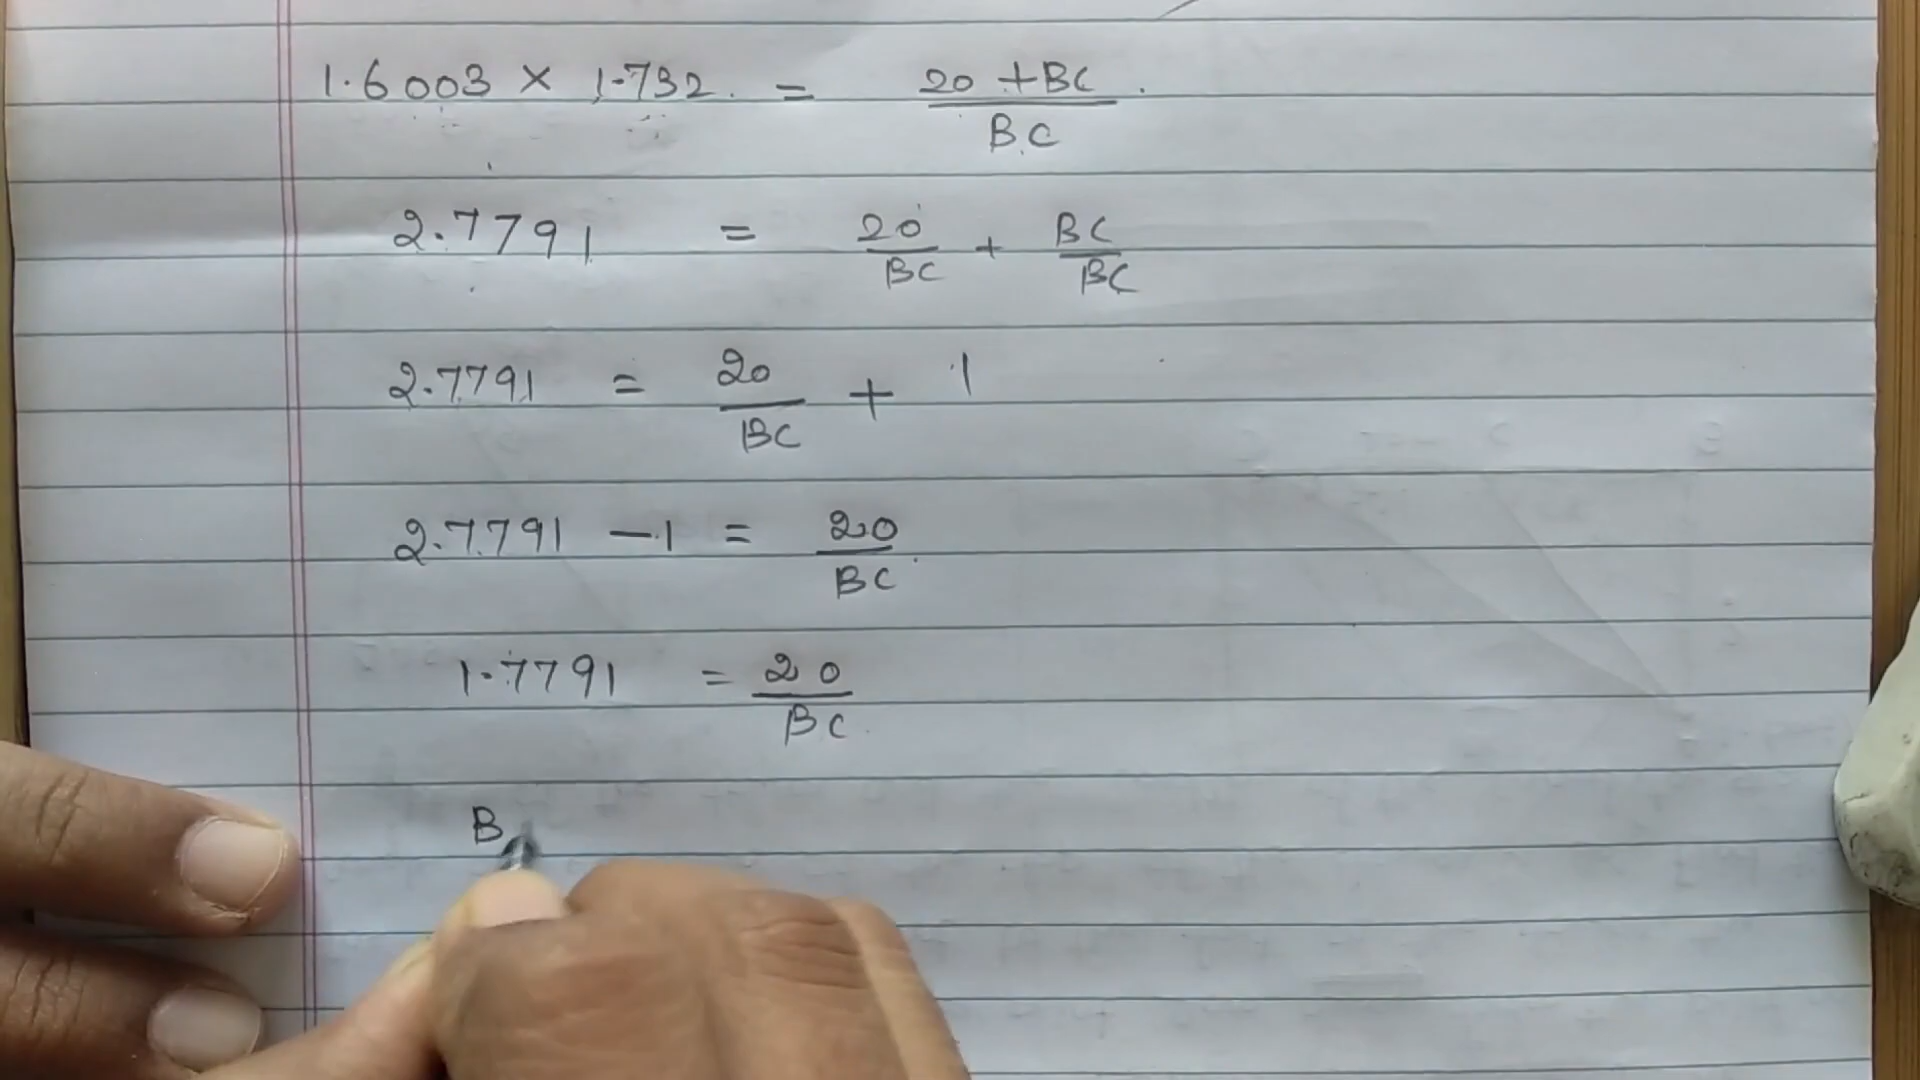 1.6003 × 1.732. = 20 + BC / BC
2.7791 = 20/BC + BC/BC
2.7791 = 20/BC + 1
2.7791 - 1 = 20/BC
1.7791 = 20/BC
B